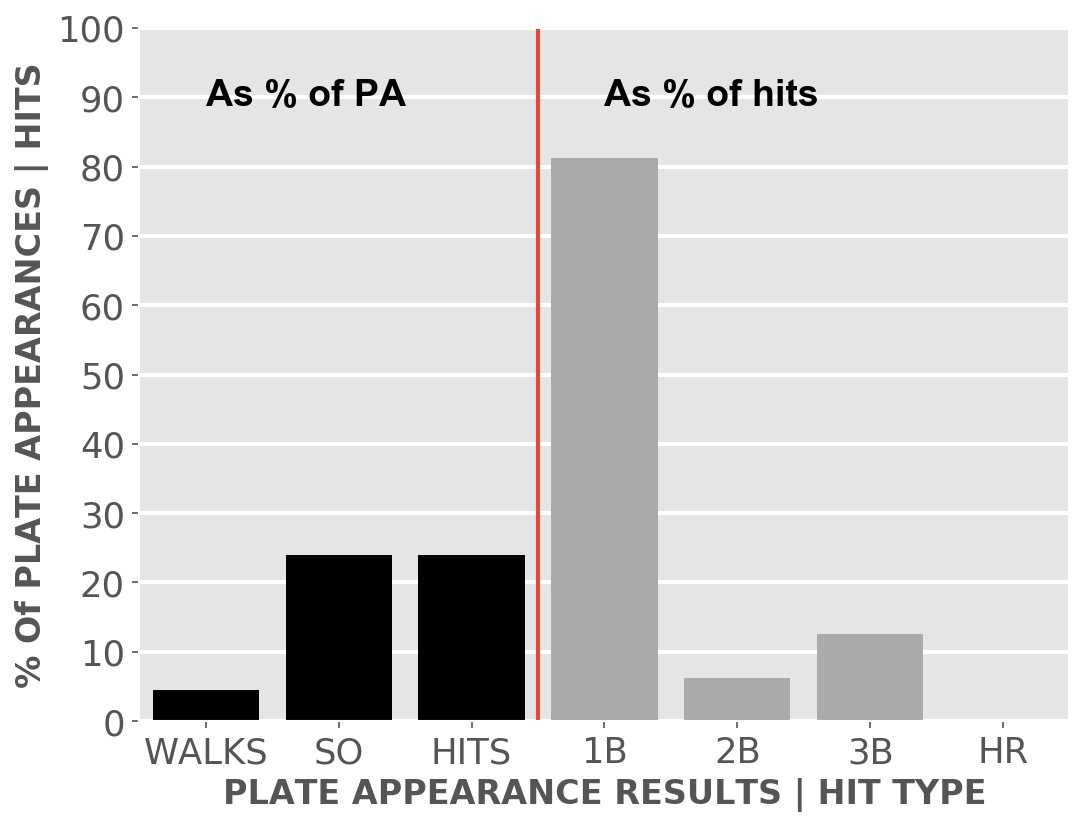 % Of PLATE APPEARANCES | HITS
100
90
80
70
60
50
40
30
20
10
0
As % of PA
As % of hits
WALKS SO HITS 1B 2B 3B HR
PLATE APPEARANCE RESULTS | HIT TYPE